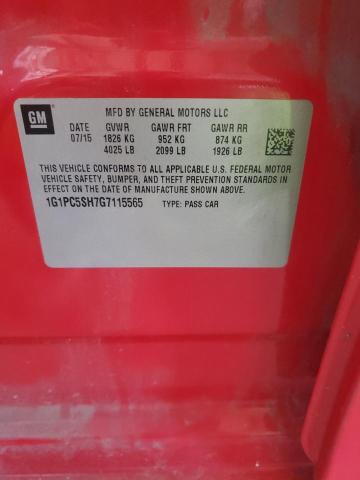 GM
MFD BY GENERAL MOTORS LLC
DATE GVWR GAWR FRT GAWR RR
07/15 1826 KG 952 KG 874 KG
4025 LB 2099 LB 1926 LB
THIS VEHICLE CONFORMS TO ALL APPLICABLE U.S. FEDERAL MOTOR
VEHICLE SAFETY, BUMPER, AND THEFT PREVENTION STANDARDS IN
EFFECT ON THE DATE OF MANUFACTURE SHOWN ABOVE.
1G1PC5SH7G7115565 TYPE: PASS CAR